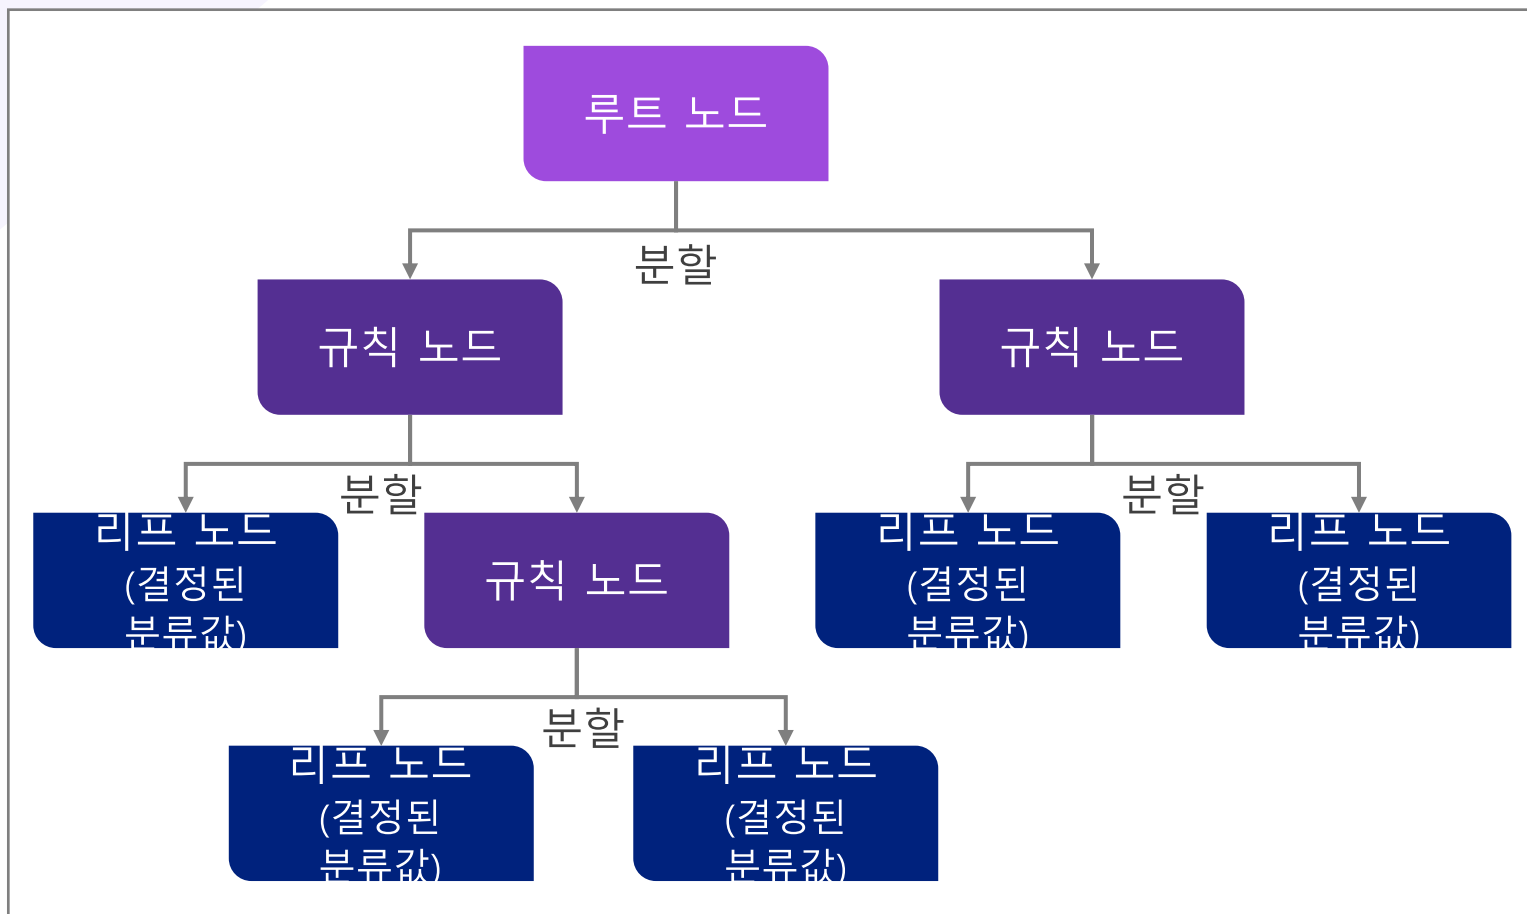 루트 노드
분할
규칙 노드
규칙 노드
분할
분할
리프 노드
(결정된
분류값)
규칙 노드
리프 노드
(결정된
분류값)
리프 노드
(결정된
분류값)
분할
리프 노드
(결정된
분류값)
리프 노드
(결정된
분류값)